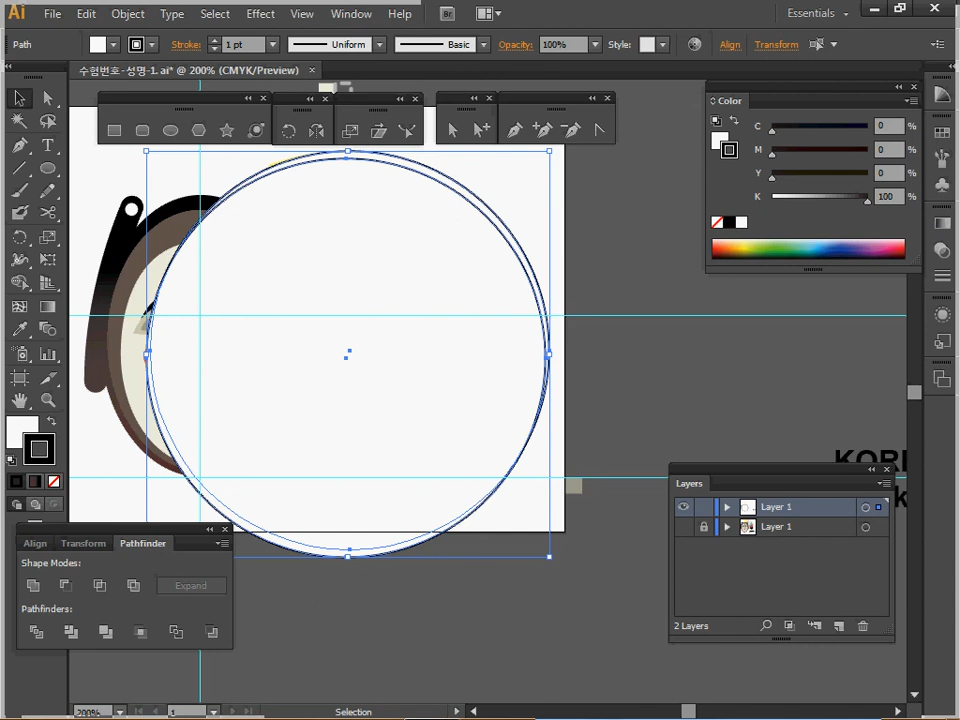 Ai File Edit Object Type Select Effect View Window Help Br Essentials
Path Stroke: 1 pt Uniform Basic Opacity: 100% Style: Align Transform
수험번호-성명-1.ai* @ 200% (CMYK/Preview)
Color
C 0 %
M 0 %
Y 0 %
K 100 %
Layers
Layer 1
Layer 1
2 Layers
Align Transform Pathfinder
Shape Modes:
Expand
Pathfinders:
200% 1 Selection